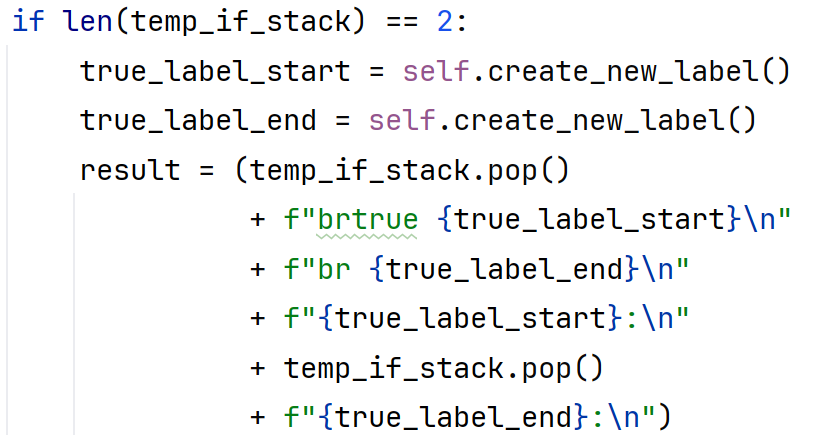 if len(temp_if_stack) == 2:
    true_label_start = self.create_new_label()
    true_label_end = self.create_new_label()
    result = (temp_if_stack.pop()
              + f"brtrue {true_label_start}\n"
              + f"br {true_label_end}\n"
              + f"{true_label_start}:\n"
              + temp_if_stack.pop()
              + f"{true_label_end}:\n")